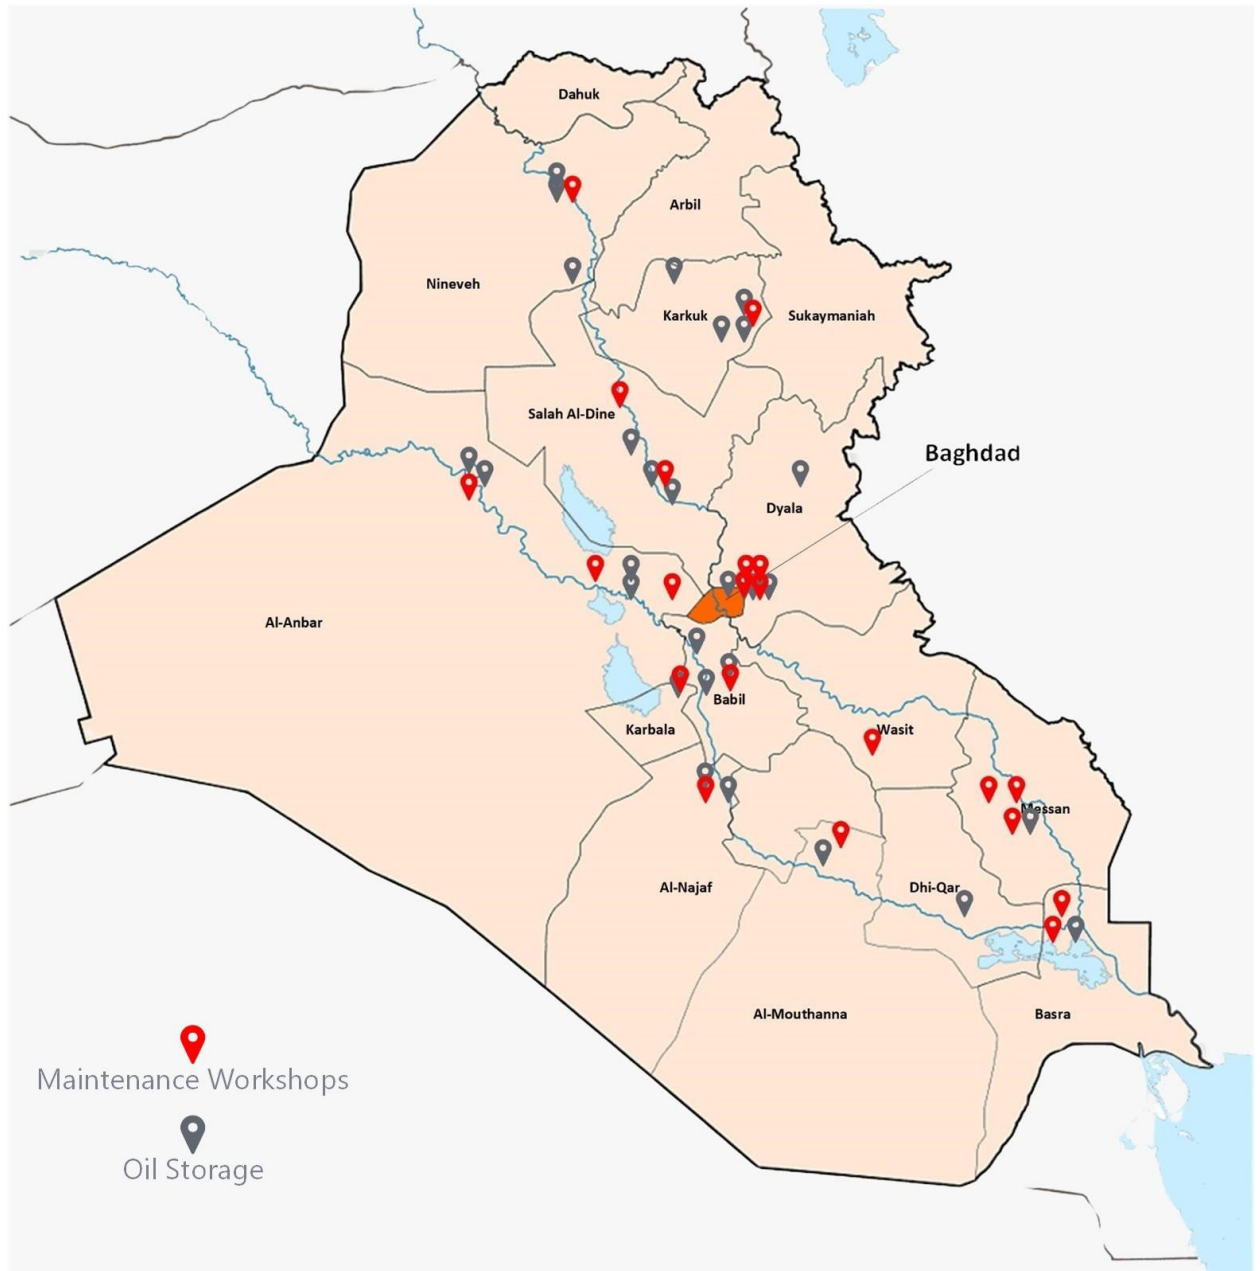 Dahuk
Arbil
Nineveh
Karkuk
Sukaymaniah
Salah Al-Dine
Baghdad
Dyala
Al-Anbar
Babil
Karbala
Wasit
Messan
Al-Najaf
Dhi-Qar
Al-Mouthanna
Basra
Maintenance Workshops
Oil Storage